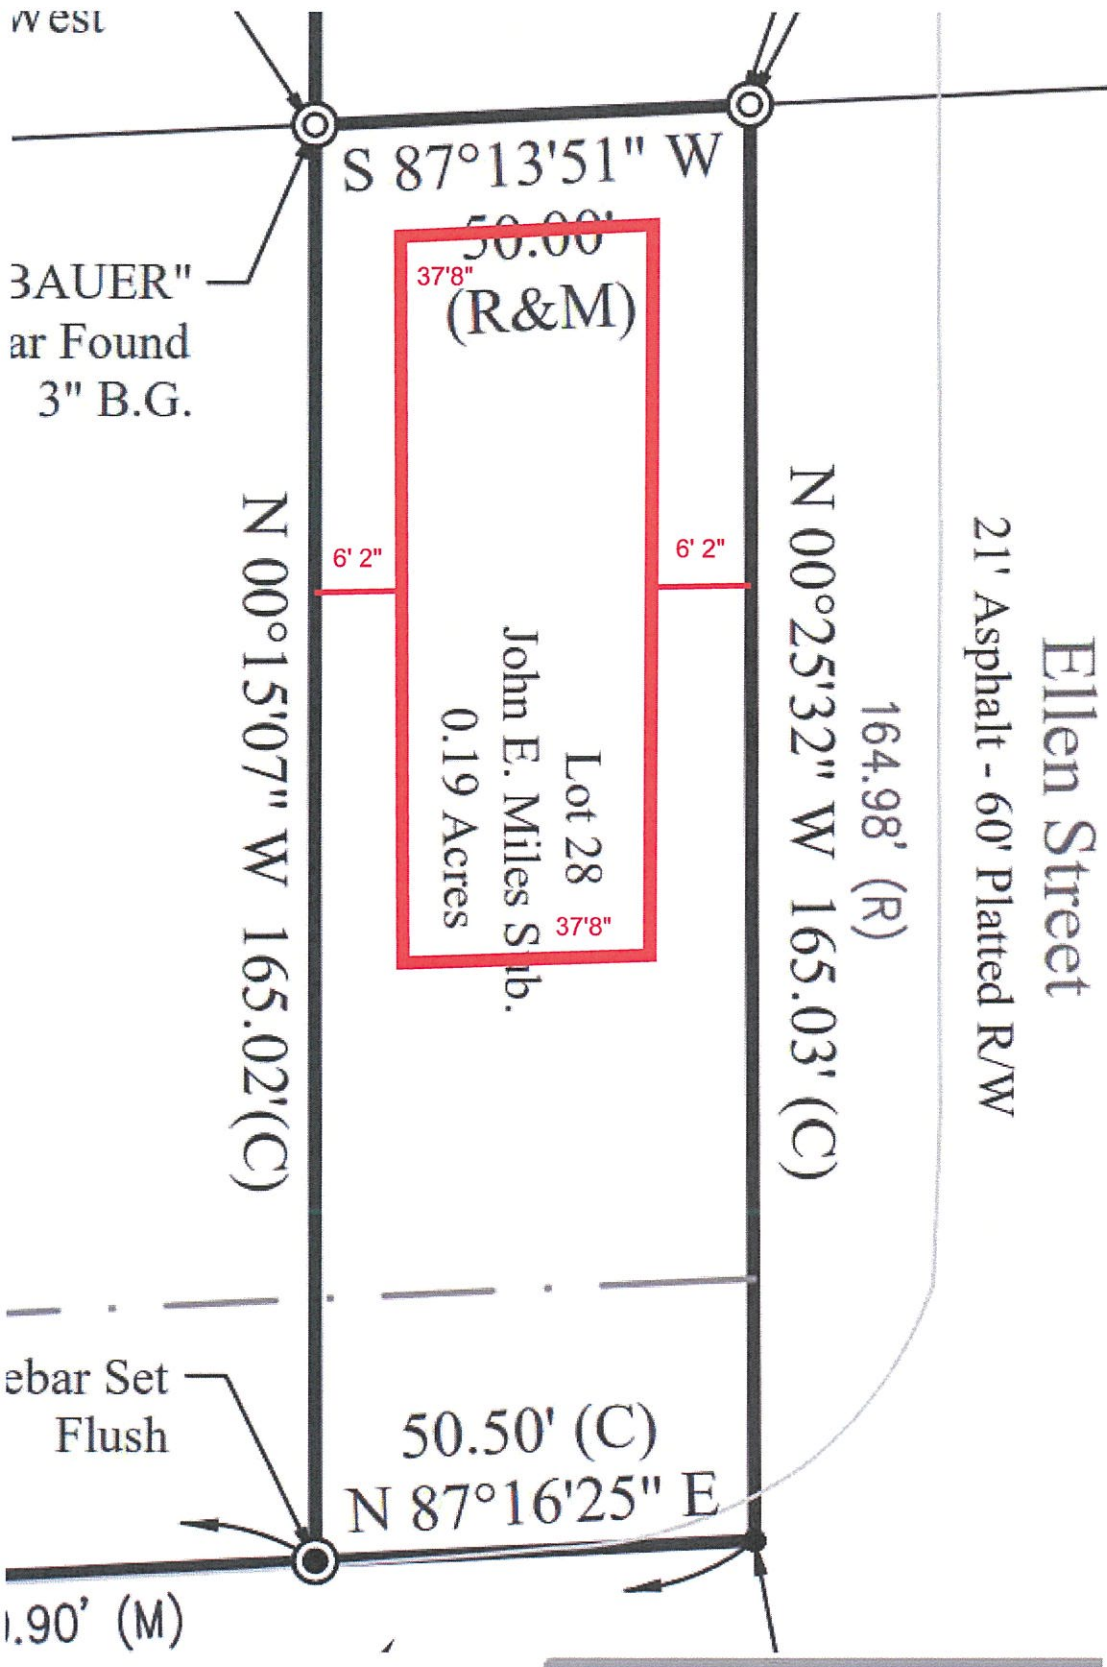 West
S 87°13'51" W
50.00'
(R&M)
37'8"
BAUER"
ar Found
3" B.G.
6' 2"
6' 2"
N 00°15'07" W 165.02'(C)
N 00°25'32" W 165.03' (C)
164.98' (R)
21' Asphalt - 60' Platted R/W
Ellen Street
Lot 28
John E. Miles Sub.
0.19 Acres
37'8"
ebar Set
Flush
50.50' (C)
N 87°16'25" E
.90' (M)